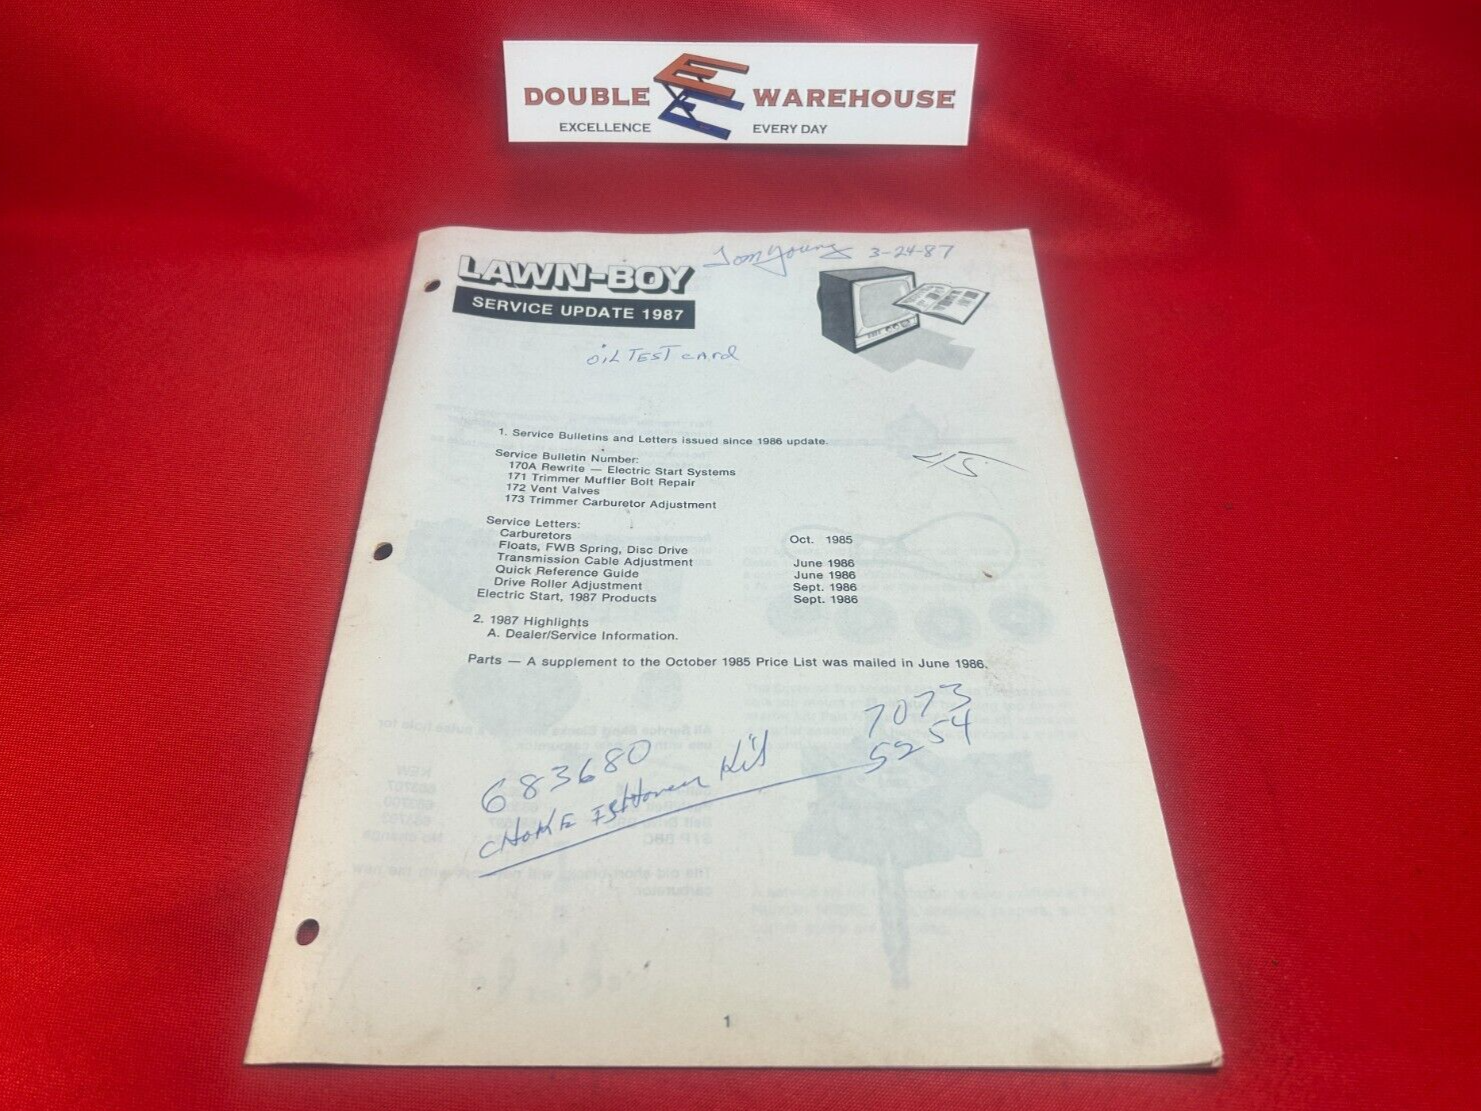 DOUBLE WAREHOUSE
EXCELLENCE EVERY DAY
Tom Young 3-24-87
LAWN-BOY
SERVICE UPDATE 1987
OiL TEST cArd
1. Service Bulletins and Letters issued since 1986 update.
Service Bulletin Number:
170A Rewrite — Electric Start Systems
171 Trimmer Muffler Bolt Repair
172 Vent Valves
173 Trimmer Carburetor Adjustment
Service Letters:
Carburetors Oct. 1985
Floats, FWB Spring, Disc Drive
Transmission Cable Adjustment June 1986
Quick Reference Guide June 1986
Drive Roller Adjustment Sept. 1986
Electric Start, 1987 Products Sept. 1986
2. 1987 Highlights
A. Dealer/Service Information.
Parts — A supplement to the October 1985 Price List was mailed in June 1986.
7073
683680 5254
CHOKE Kit
1